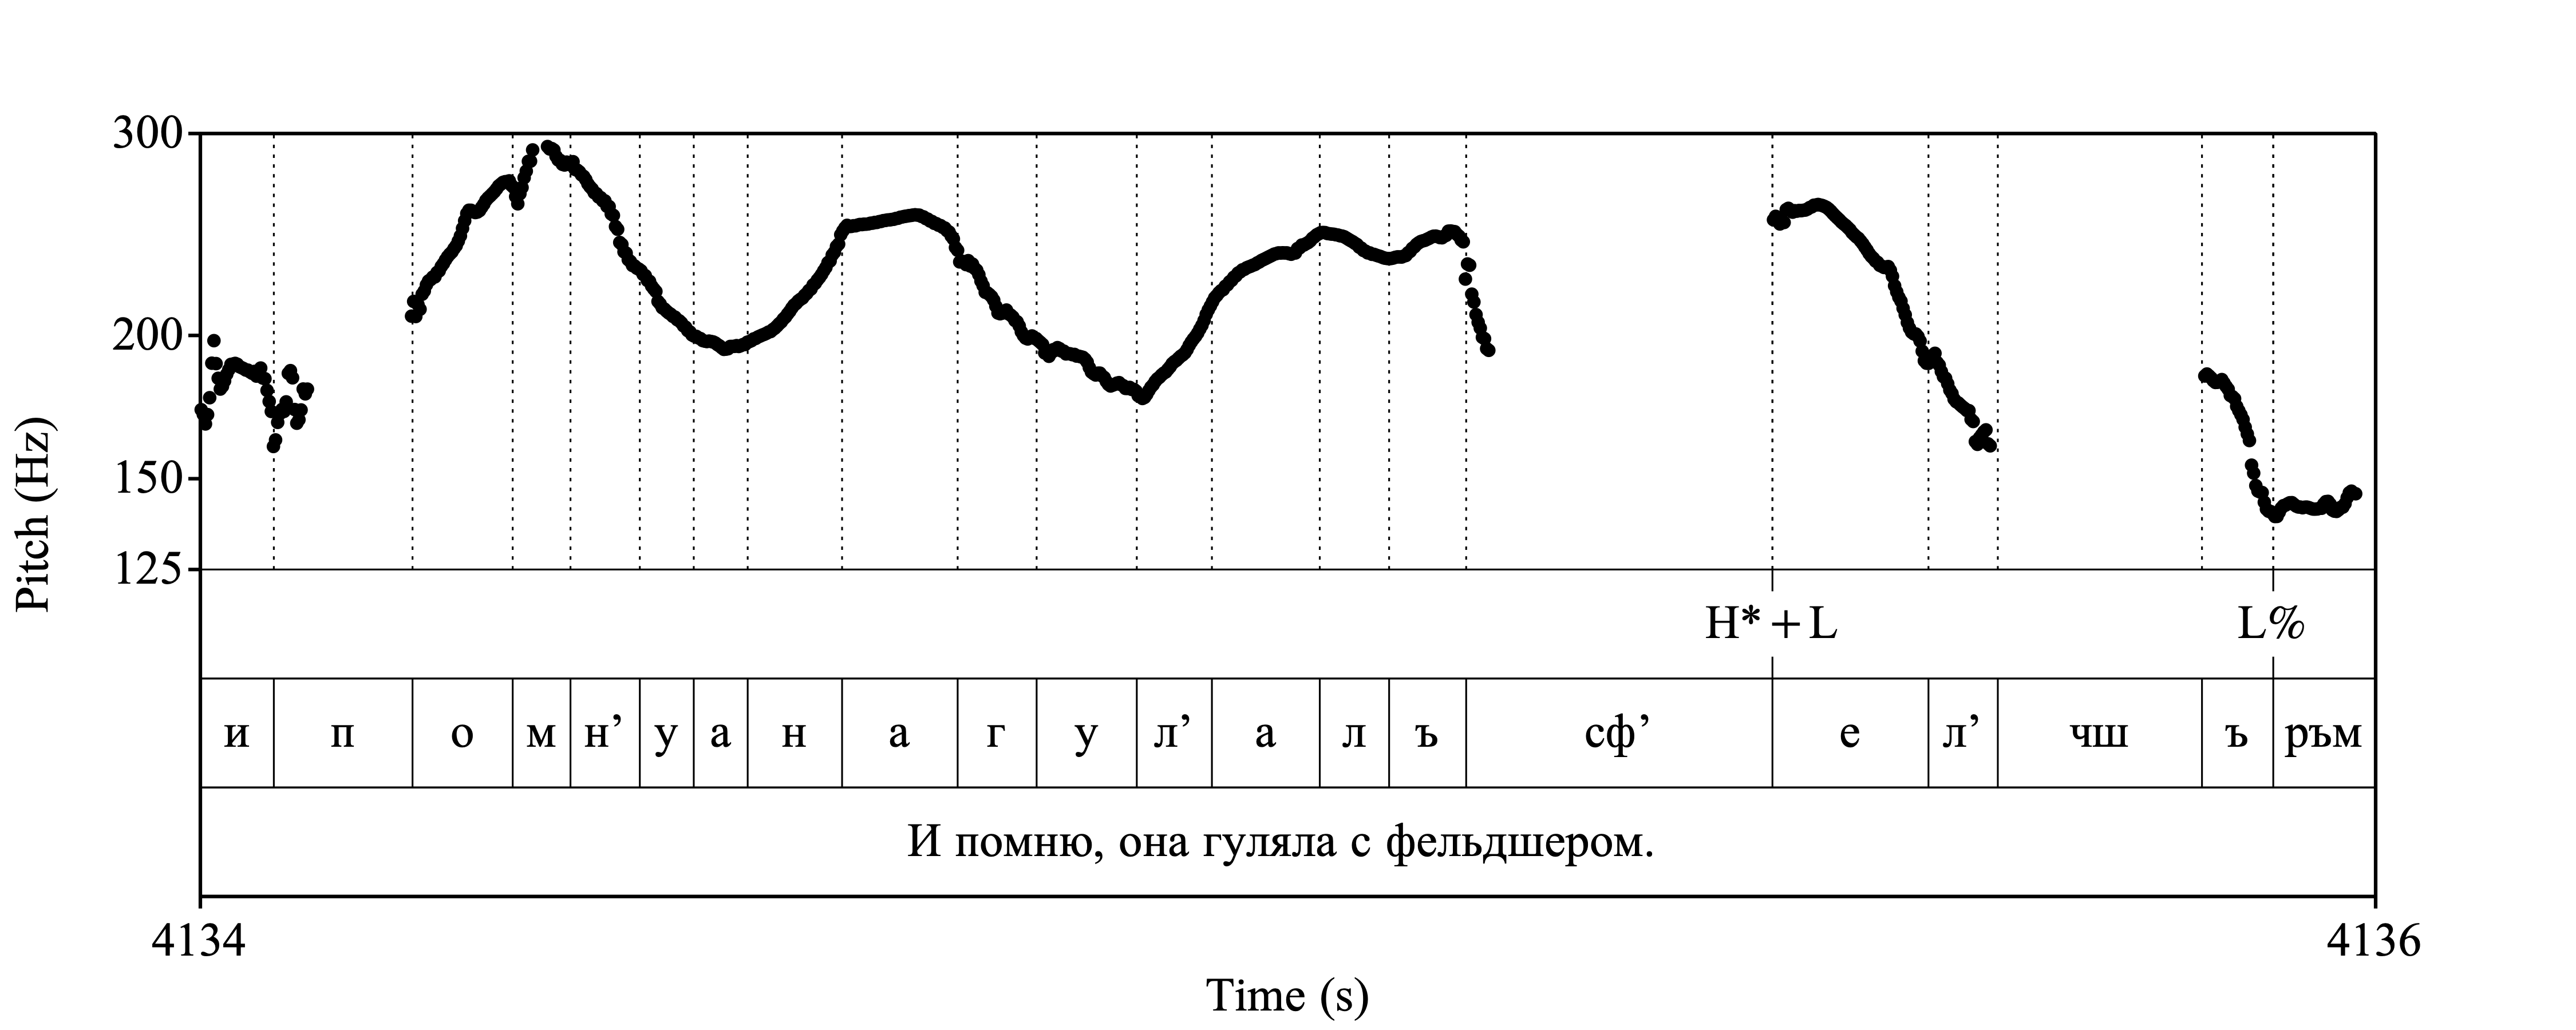 300
200
150
125
Pitch (Hz)
H* + L L%
и п о м н’ у а н а г у л’ а л ъ сф’ е л’ чш ъ ръм
И помню, она гуляла с фельдшером.
4134 4136
Time (s)